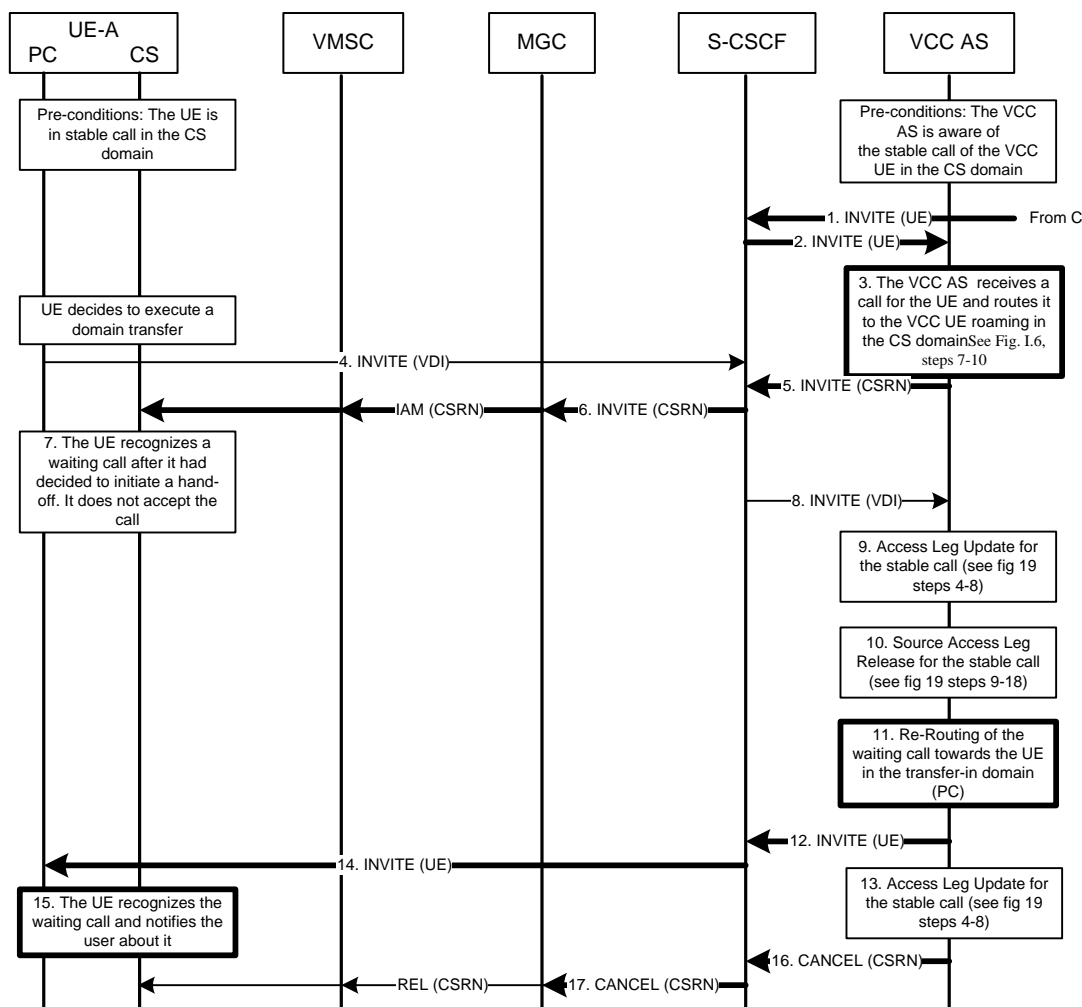 UE-A
PC CS
VMSC
MGC
S-CSCF
VCC AS
Pre-conditions: The UE is
in stable call in the CS
domain
Pre-conditions: The VCC
AS is aware of
the stable call of the VCC
UE in the CS domain
1. INVITE (UE)
From C
2. INVITE (UE)
3. The VCC AS receives a
call for the UE and routes it
to the VCC UE roaming in
the CS domainSee Fig. I.6,
steps 7-10
UE decides to execute a
domain transfer
4. INVITE (VDI)
5. INVITE (CSRN)
IAM (CSRN)
6. INVITE (CSRN)
7. The UE recognizes a
waiting call after it had
decided to initiate a hand-
off. It does not accept the
call
8. INVITE (VDI)
9. Access Leg Update for
the stable call (see fig 19
steps 4-8)
10. Source Access Leg
Release for the stable call
(see fig 19 steps 9-18)
11. Re-Routing of the
waiting call towards the UE
in the transfer-in domain
(PC)
12. INVITE (UE)
14. INVITE (UE)
13. Access Leg Update for
the stable call (see fig 19
steps 4-8)
15. The UE recognizes the
waiting call and notifies the
user about it
16. CANCEL (CSRN)
REL (CSRN)
17. CANCEL (CSRN)